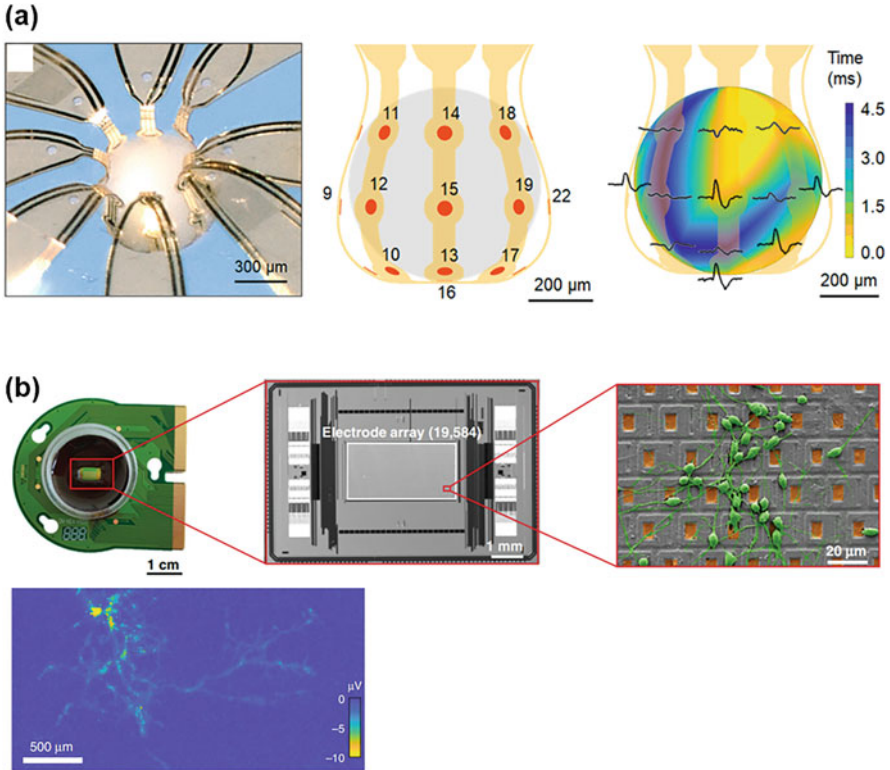 (a)
300 µm
11 14 18
12 15 19
9 22
10 13 17
16
200 µm
Time
(ms)
4.5
3.0
1.5
0.0
200 µm
(b)
1 cm
Electrode array (19,584)
1 mm
20 µm
µV
0
−5
−10
500 µm